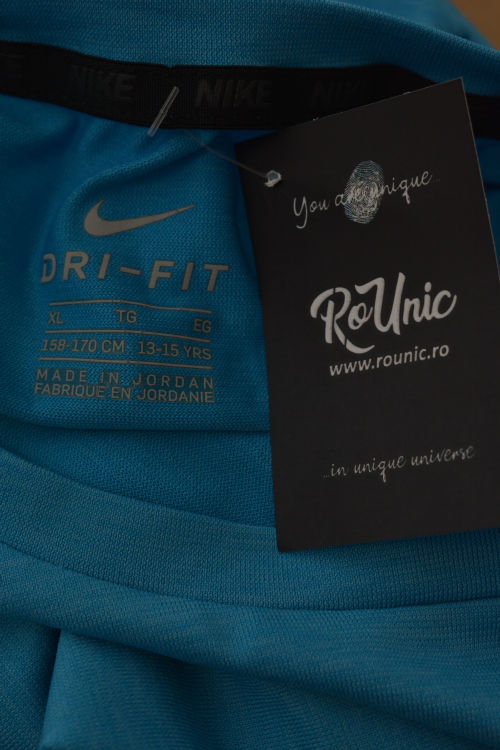 NIKE NIKE NIKE
DRI-FIT
XL TG EG
158-170 CM 13-15 YRS
MADE IN JORDAN
FABRIQUE EN JORDANIE
You are unique...
RoUnic
www.rounic.ro
...in unique universe